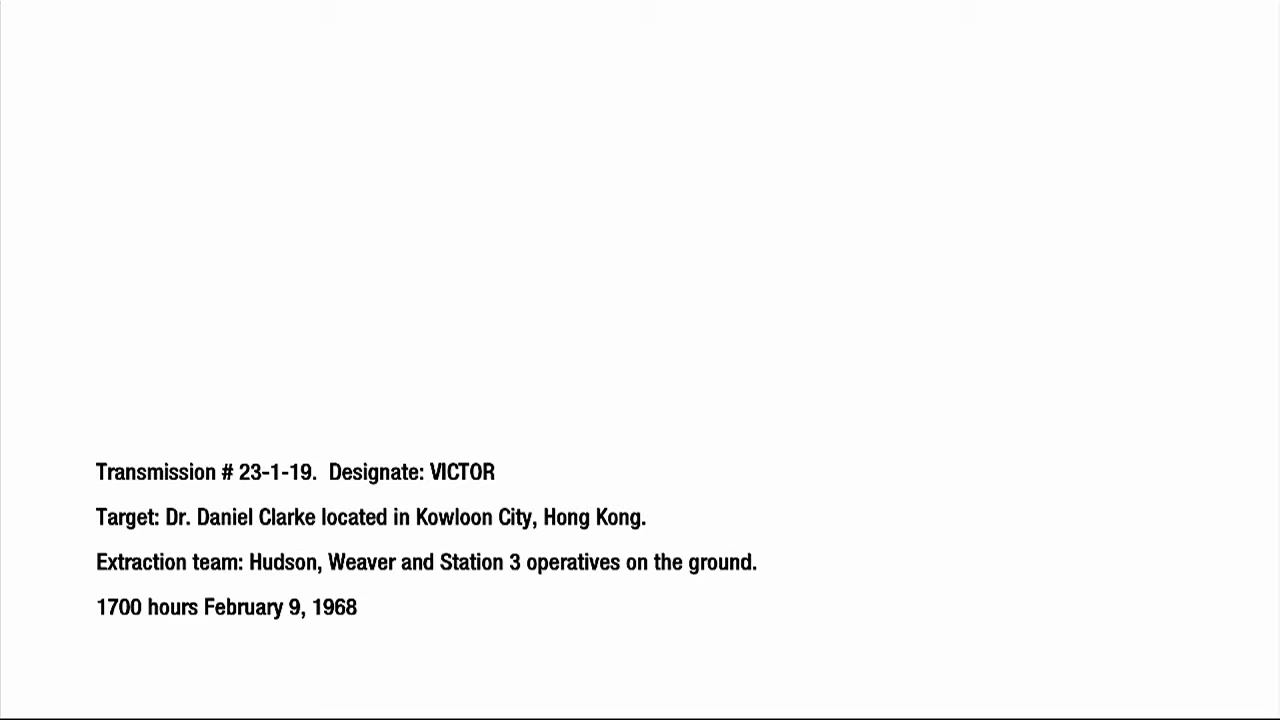 Transmission # 23-1-19.  Designate: VICTOR
Target: Dr. Daniel Clarke located in Kowloon City, Hong Kong.
Extraction team: Hudson, Weaver and Station 3 operatives on the ground.
1700 hours February 9, 1968